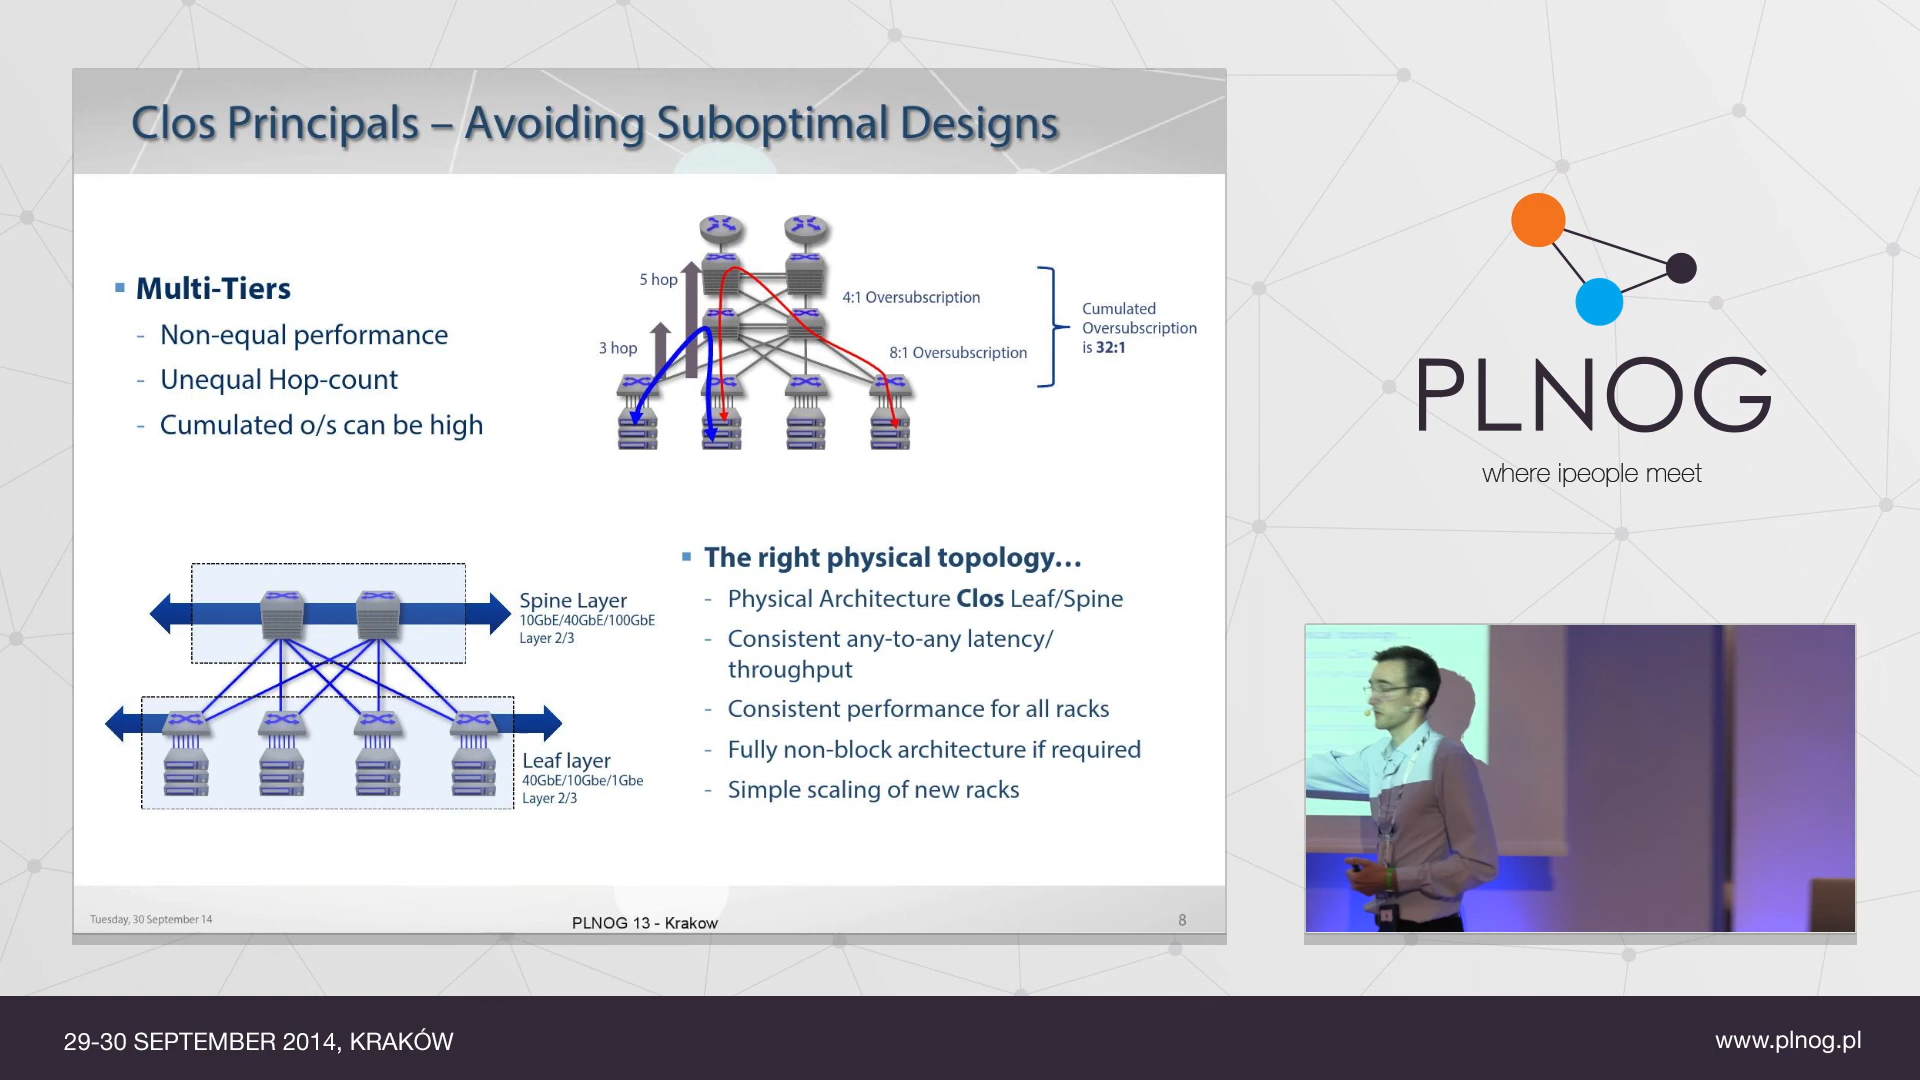 Clos Principals – Avoiding Suboptimal Designs
▪ Multi-Tiers
- Non-equal performance
- Unequal Hop-count
- Cumulated o/s can be high
5 hop
3 hop
4:1 Oversubscription
8:1 Oversubscription
Cumulated
Oversubscription
is 32:1
Spine Layer
10GbE/40GbE/100GbE
Layer 2/3
Leaf layer
40GbE/10Gbe/1Gbe
Layer 2/3
▪ The right physical topology...
- Physical Architecture Clos Leaf/Spine
- Consistent any-to-any latency/
throughput
- Consistent performance for all racks
- Fully non-block architecture if required
- Simple scaling of new racks
Tuesday, 30 September 14
PLNOG 13 - Krakow
8
PLNOG
where ipeople meet
29-30 SEPTEMBER 2014, KRAKÓW
www.plnog.pl